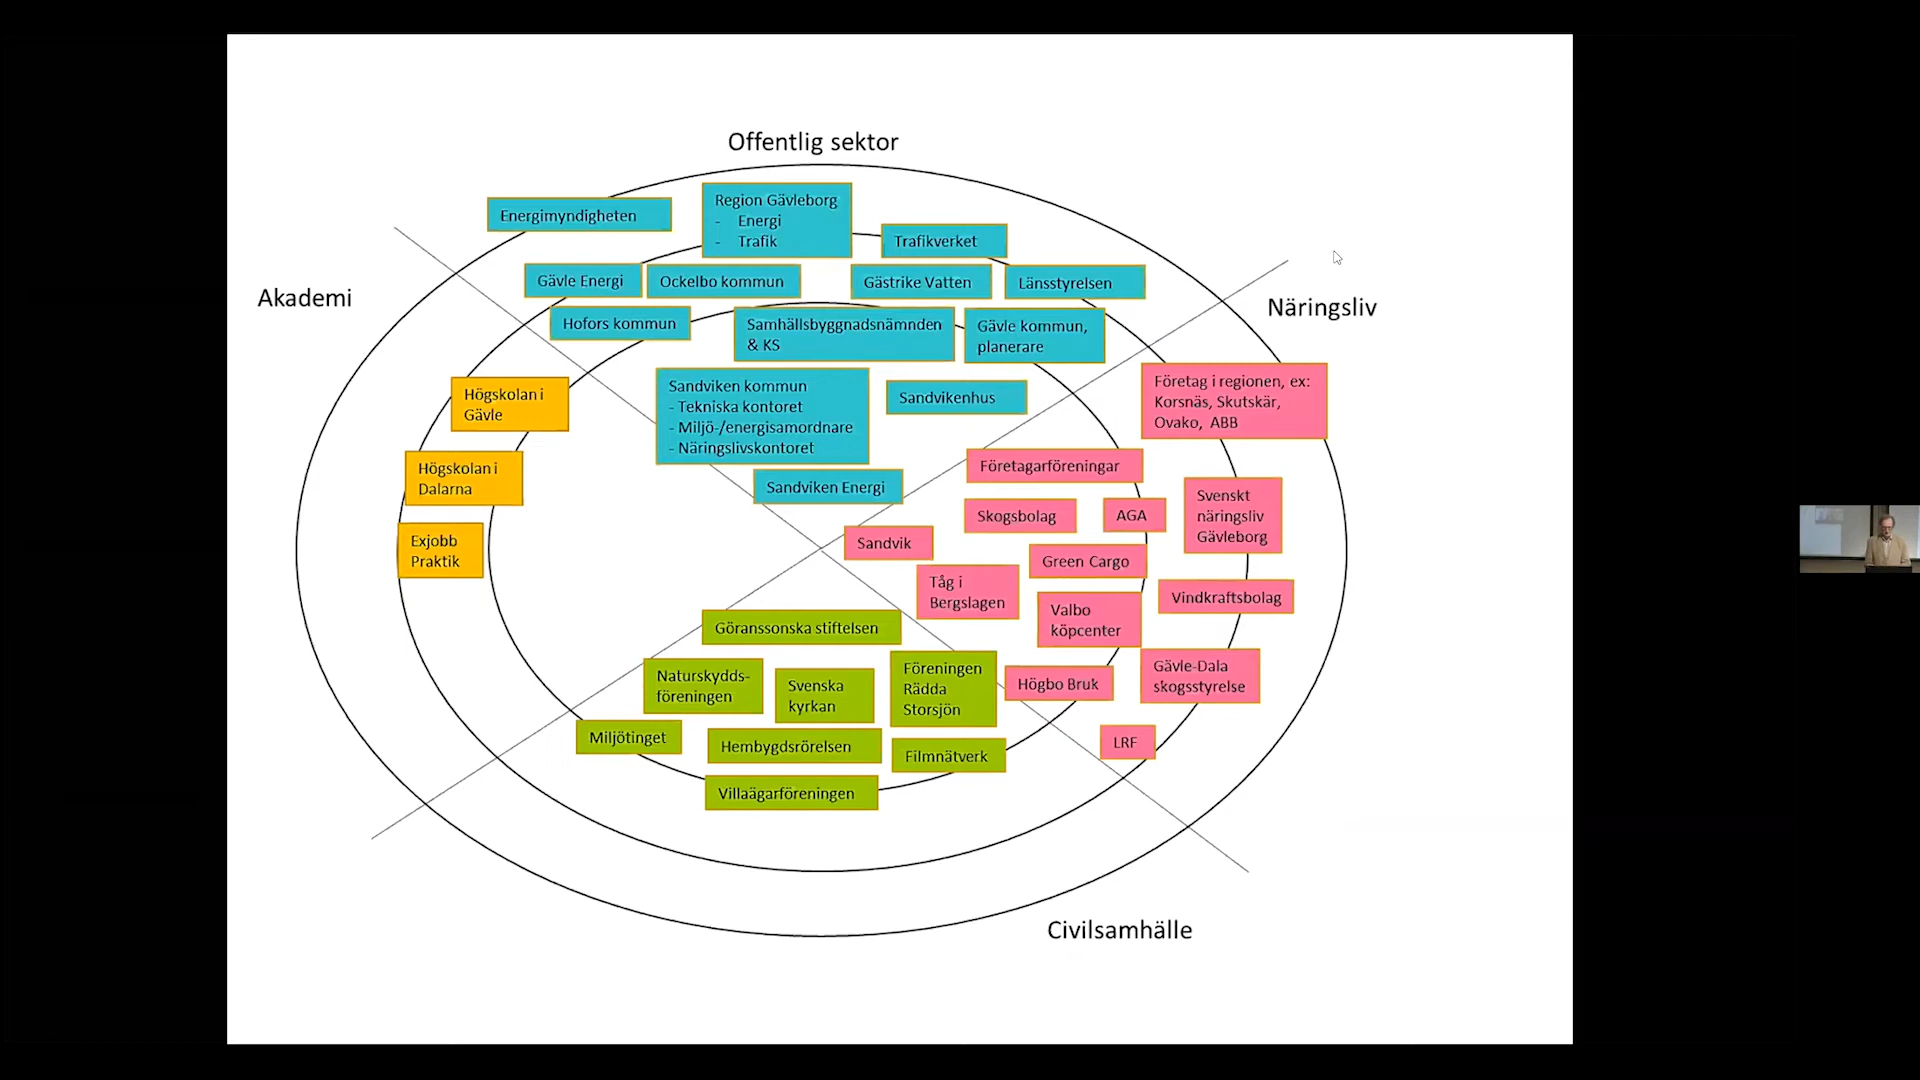 Offentlig sektor
Energimyndigheten
Region Gävleborg
- Energi
- Trafik
Trafikverket
Gävle Energi
Ockelbo kommun
Gästrike Vatten
Länsstyrelsen
Akademi
Näringsliv
Hofors kommun
Samhällsbyggnadsnämnden
& KS
Gävle kommun,
planerare
Högskolan i
Gävle
Sandviken kommun
- Tekniska kontoret
- Miljö-/energisamordnare
- Näringslivskontoret
Sandvikenhus
Företag i regionen, ex:
Korsnäs, Skutskär,
Ovako, ABB
Högskolan i
Dalarna
Sandviken Energi
Företagarföreningar
Skogsbolag
AGA
Svenskt
näringsliv
Gävleborg
Exjobb
Praktik
Sandvik
Green Cargo
Tåg i
Bergslagen
Valbo
köpcenter
Vindkraftsbolag
Göranssonska stiftelsen
Naturskydds-
föreningen
Svenska
kyrkan
Föreningen
Rädda
Storsjön
Högbo Bruk
Gävle-Dala
skogsstyrelse
Miljötinget
Hembygdsrörelsen
Filmnätverk
LRF
Villaägarföreningen
Civilsamhälle